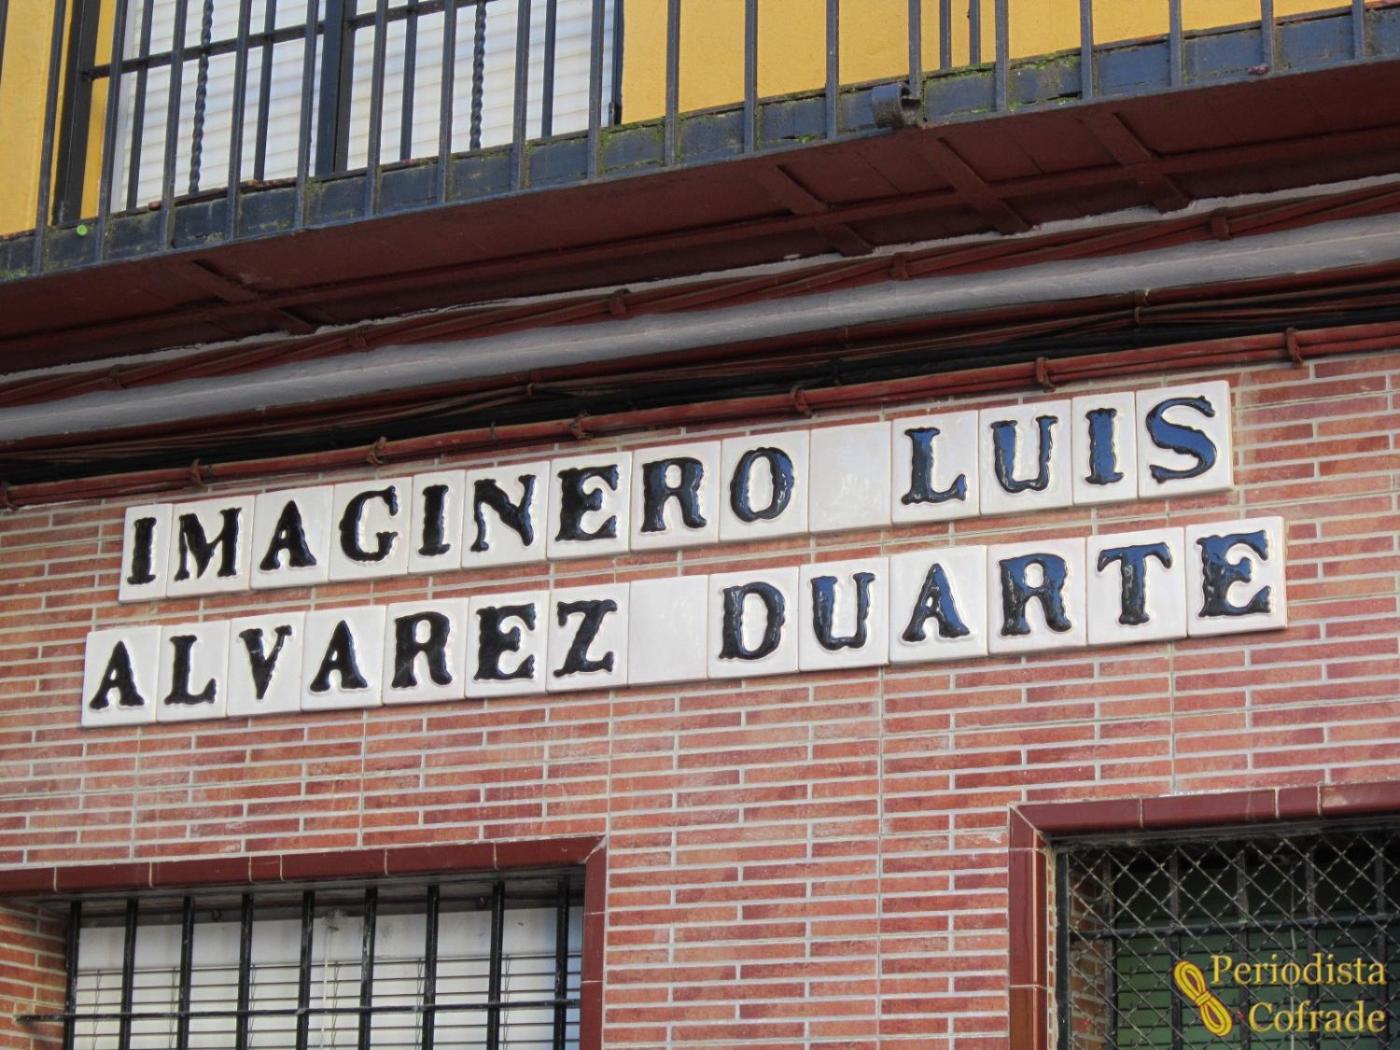 IMAGINERO LUIS
ALVAREZ DUARTE
Periodista
Cofrade